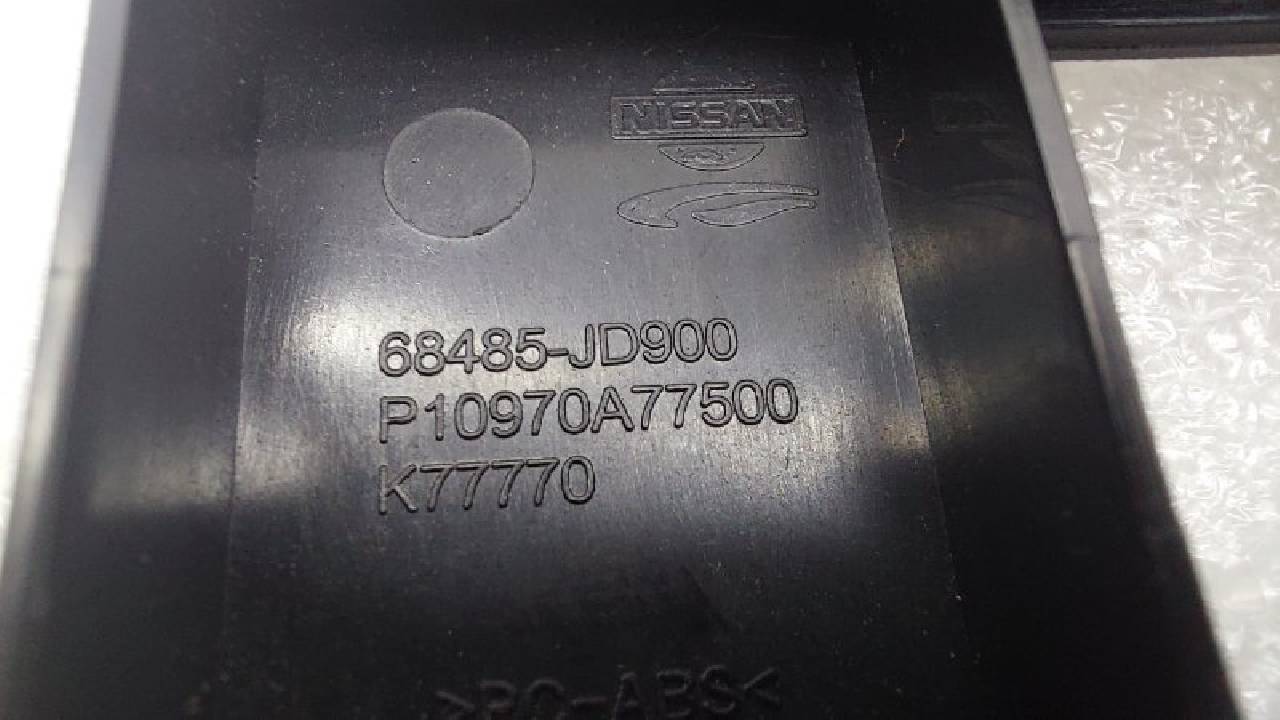 NISSAN
68485-JD900
P10970A77500
K77770
>PC-ABS<